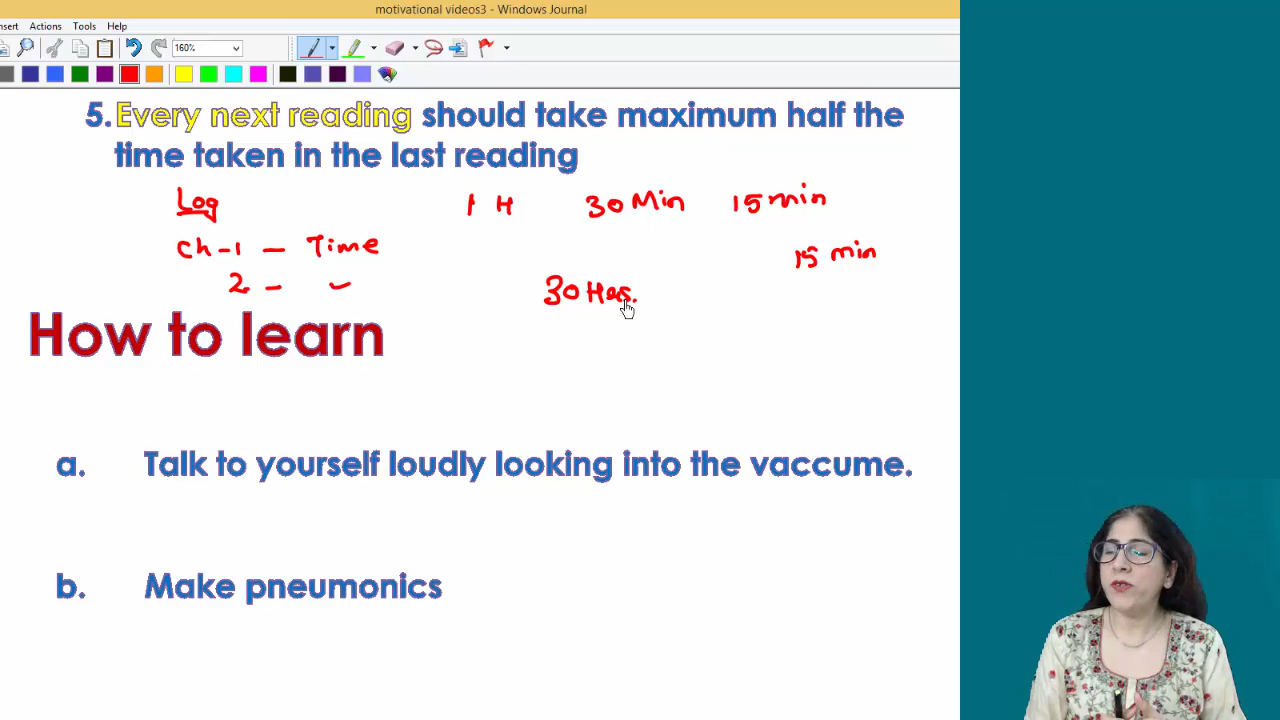 motivational videos3 - Windows Journal
nsert Actions Tools Help
160%
5. Every next reading should take maximum half the
time taken in the last reading
Log 1 H 30 Min 15 min
Ch-1 - Time 15 min
2 -
30 Hrs.
How to learn
a. Talk to yourself loudly looking into the vaccume.
b. Make pneumonics